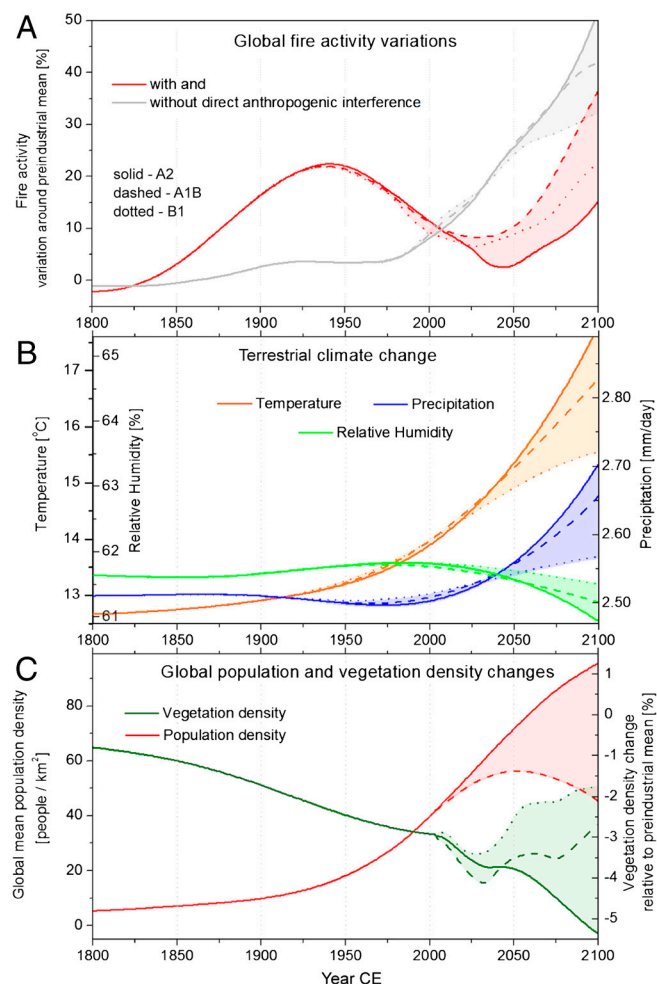 A
Global fire activity variations
with and
without direct anthropogenic interference
solid - A2
dashed - A1B
dotted - B1
Fire activity
variation around preindustrial mean [%]
50
40
30
20
10
0
1800 1850 1900 1950 2000 2050 2100
B
Terrestrial climate change
Temperature
Precipitation
Relative Humidity
Temperature [°C]
17
16
15
14
13
Relative Humidity [%]
65
64
63
62
61
Precipitation [mm/day]
2.80
2.70
2.60
2.50
1800 1850 1900 1950 2000 2050 2100
C
Global population and vegetation density changes
Vegetation density
Population density
Global mean population density
[people / km²]
80
60
40
20
0
Vegetation density change
relative to preindustrial mean [%]
1
0
-1
-2
-3
-4
-5
1800 1850 1900 1950 2000 2050 2100
Year CE